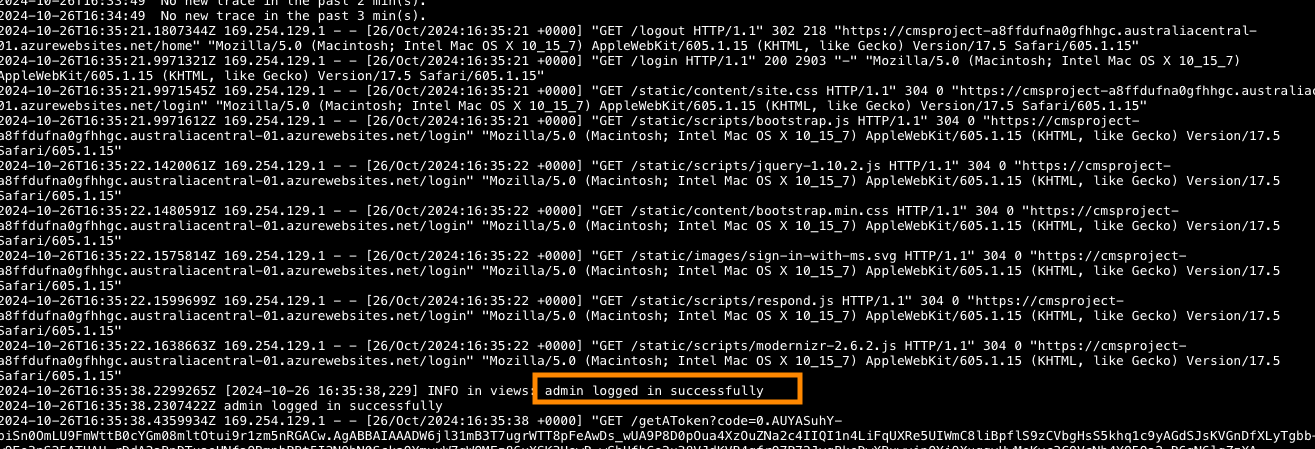 2024-10-26T16:33:49  No new trace in the past 2 min(s).
2024-10-26T16:34:49  No new trace in the past 3 min(s).
2024-10-26T16:35:21.1807344Z 169.254.129.1 - - [26/Oct/2024:16:35:21 +0000] "GET /logout HTTP/1.1" 302 218 "https://cmsproject-a8ffdufna0gfhhgc.australiacentral-
01.azurewebsites.net/home" "Mozilla/5.0 (Macintosh; Intel Mac OS X 10_15_7) AppleWebKit/605.1.15 (KHTML, like Gecko) Version/17.5 Safari/605.1.15"
2024-10-26T16:35:21.9971321Z 169.254.129.1 - - [26/Oct/2024:16:35:21 +0000] "GET /login HTTP/1.1" 200 2903 "-" "Mozilla/5.0 (Macintosh; Intel Mac OS X 10_15_7)
AppleWebKit/605.1.15 (KHTML, like Gecko) Version/17.5 Safari/605.1.15"
2024-10-26T16:35:21.9971545Z 169.254.129.1 - - [26/Oct/2024:16:35:21 +0000] "GET /static/content/site.css HTTP/1.1" 304 0 "https://cmsproject-a8ffdufna0gfhhgc.australiac
01.azurewebsites.net/login" "Mozilla/5.0 (Macintosh; Intel Mac OS X 10_15_7) AppleWebKit/605.1.15 (KHTML, like Gecko) Version/17.5 Safari/605.1.15"
2024-10-26T16:35:21.9971612Z 169.254.129.1 - - [26/Oct/2024:16:35:21 +0000] "GET /static/scripts/bootstrap.js HTTP/1.1" 304 0 "https://cmsproject-
a8ffdufna0gfhhgc.australiacentral-01.azurewebsites.net/login" "Mozilla/5.0 (Macintosh; Intel Mac OS X 10_15_7) AppleWebKit/605.1.15 (KHTML, like Gecko) Version/17.5
Safari/605.1.15"
2024-10-26T16:35:22.1420061Z 169.254.129.1 - - [26/Oct/2024:16:35:22 +0000] "GET /static/scripts/jquery-1.10.2.js HTTP/1.1" 304 0 "https://cmsproject-
a8ffdufna0gfhhgc.australiacentral-01.azurewebsites.net/login" "Mozilla/5.0 (Macintosh; Intel Mac OS X 10_15_7) AppleWebKit/605.1.15 (KHTML, like Gecko) Version/17.5
Safari/605.1.15"
2024-10-26T16:35:22.1480591Z 169.254.129.1 - - [26/Oct/2024:16:35:22 +0000] "GET /static/content/bootstrap.min.css HTTP/1.1" 304 0 "https://cmsproject-
a8ffdufna0gfhhgc.australiacentral-01.azurewebsites.net/login" "Mozilla/5.0 (Macintosh; Intel Mac OS X 10_15_7) AppleWebKit/605.1.15 (KHTML, like Gecko) Version/17.5
Safari/605.1.15"
2024-10-26T16:35:22.1575814Z 169.254.129.1 - - [26/Oct/2024:16:35:22 +0000] "GET /static/images/sign-in-with-ms.svg HTTP/1.1" 304 0 "https://cmsproject-
a8ffdufna0gfhhgc.australiacentral-01.azurewebsites.net/login" "Mozilla/5.0 (Macintosh; Intel Mac OS X 10_15_7) AppleWebKit/605.1.15 (KHTML, like Gecko) Version/17.5
Safari/605.1.15"
2024-10-26T16:35:22.1599699Z 169.254.129.1 - - [26/Oct/2024:16:35:22 +0000] "GET /static/scripts/respond.js HTTP/1.1" 304 0 "https://cmsproject-
a8ffdufna0gfhhgc.australiacentral-01.azurewebsites.net/login" "Mozilla/5.0 (Macintosh; Intel Mac OS X 10_15_7) AppleWebKit/605.1.15 (KHTML, like Gecko) Version/17.5
Safari/605.1.15"
2024-10-26T16:35:22.1638663Z 169.254.129.1 - - [26/Oct/2024:16:35:22 +0000] "GET /static/scripts/modernizr-2.6.2.js HTTP/1.1" 304 0 "https://cmsproject-
a8ffdufna0gfhhgc.australiacentral-01.azurewebsites.net/login" "Mozilla/5.0 (Macintosh; Intel Mac OS X 10_15_7) AppleWebKit/605.1.15 (KHTML, like Gecko) Version/17.5
Safari/605.1.15"
2024-10-26T16:35:38.2299265Z [2024-10-26 16:35:38,229] INFO in views: admin logged in successfully
2024-10-26T16:35:38.2307422Z admin logged in successfully
2024-10-26T16:35:38.4359934Z 169.254.129.1 - - [26/Oct/2024:16:35:38 +0000] "GET /getAToken?code=0.AUYASuhY-